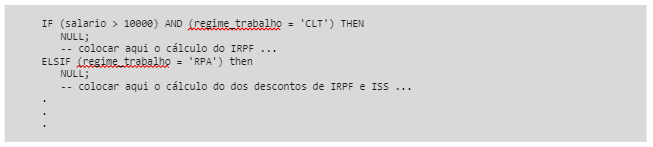 IF (salario > 10000) AND (regime_trabalho = 'CLT') THEN
NULL;
-- colocar aqui o cálculo do IRPF ...
ELSIF (regime_trabalho = 'RPA') then
NULL;
-- colocar aqui o cálculo do dos descontos de IRPF e ISS ...
.
.
.